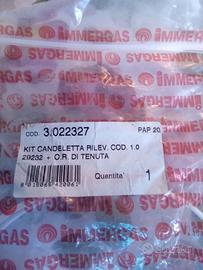 IMMERGAS
IMMERGAS
COD. 3.022327
PAP 20
KIT CANDELETTA RILEV. COD. 1.0
29232 + O.R. DI TENUTA
Quantita'
1
IMMERGAS
IMMERGAS
IMMERGAS